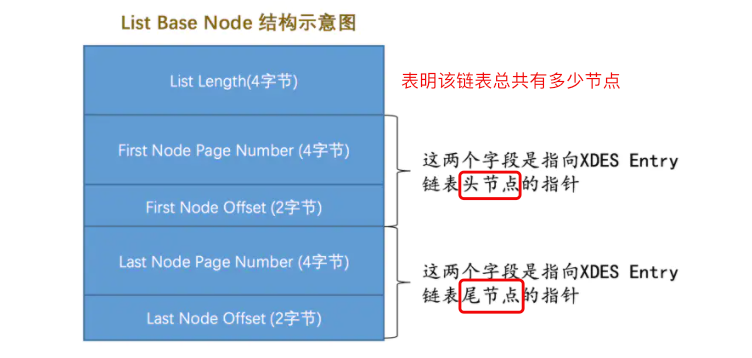 List Base Node 结构示意图
List Length(4字节)
表明该链表总共有多少节点
First Node Page Number (4字节)
First Node Offset (2字节)
这两个字段是指向XDES Entry
链表头节点的指针
Last Node Page Number (4字节)
Last Node Offset (2字节)
这两个字段是指向XDES Entry
链表尾节点的指针